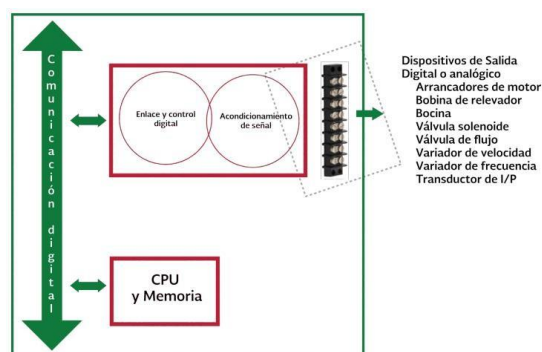 Comunicación digital
Enlace y control
digital
Acondicionamiento
de señal
CPU
y Memoria
Dispositivos de Salida
Digital o analógico
Arrancadores de motor
Bobina de relevador
Bocina
Válvula solenoide
Válvula de flujo
Variador de velocidad
Variador de frecuencia
Transductor de I/P